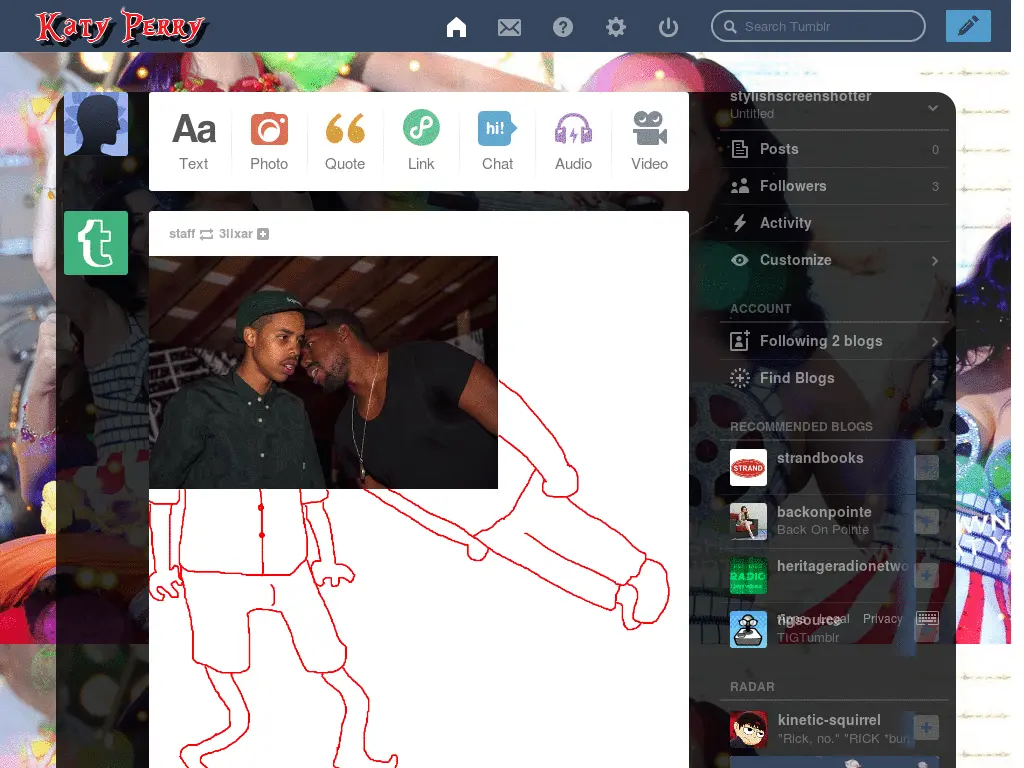 Katy Perry
Search Tumblr
Aa
hi!
Text
Photo
Quote
Link
Chat
Audio
Video
staff 3llxar
stylishscreenshotter
Untitled
Posts 0
Followers 3
Activity
Customize
ACCOUNT
Following 2 blogs
Find Blogs
RECOMMENDED BLOGS
STRAND
strandbooks
backonpointe
Back On Pointe
RADIO
heritageradionetwo
tigsource
Apps Legal Privacy
TIGTumblr
RADAR
kinetic-squirrel
"Rick, no." "RICK *bur